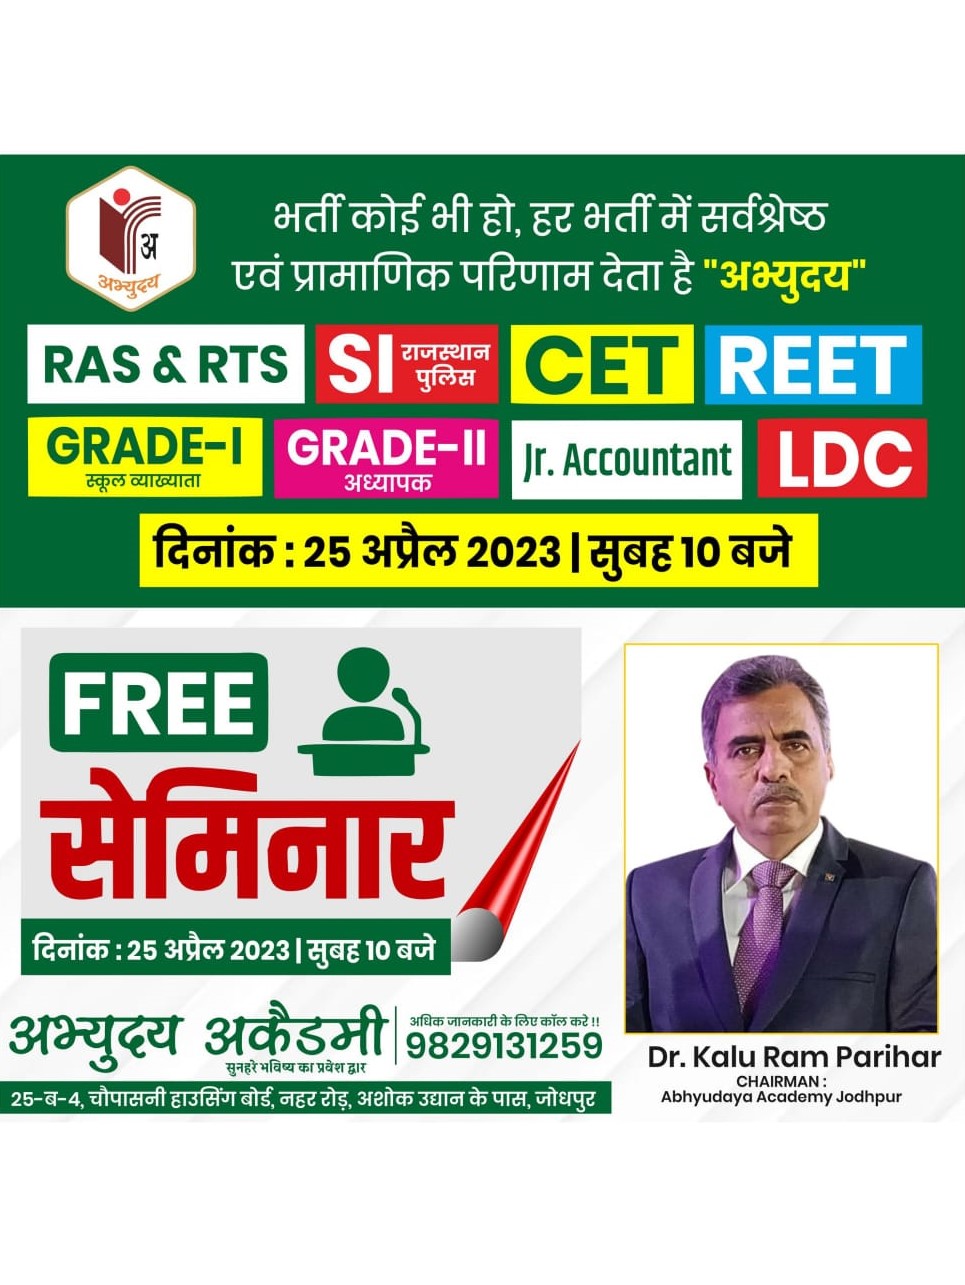 अ
अभ्युदय
भर्ती कोई भी हो, हर भर्ती में सर्वश्रेष्ठ
एवं प्रामाणिक परिणाम देता है "अभ्युदय"
RAS & RTS
SI राजस्थान
पुलिस
CET
REET
GRADE-I
स्कूल व्याख्याता
GRADE-II
अध्यापक
Jr. Accountant
LDC
दिनांक : 25 अप्रैल 2023 | सुबह 10 बजे
FREE
सेमिनार
दिनांक : 25 अप्रैल 2023 | सुबह 10 बजे
अभ्युदय अकैडमी
सुनहरे भविष्य का प्रवेश द्वार
अधिक जानकारी के लिए कॉल करे !!
9829131259
25-ब-4, चौपासनी हाउसिंग बोर्ड, नहर रोड़, अशोक उद्यान के पास, जोधपुर
Dr. Kalu Ram Parihar
CHAIRMAN :
Abhyudaya Academy Jodhpur